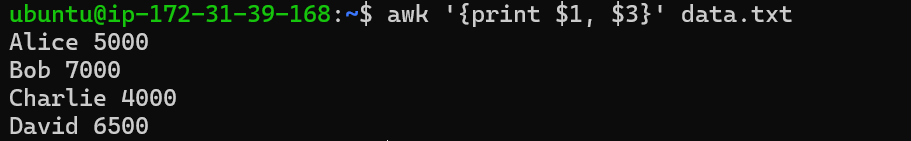 ubuntu@ip-172-31-39-168:~$ awk '{print $1, $3}' data.txt
Alice 5000
Bob 7000
Charlie 4000
David 6500